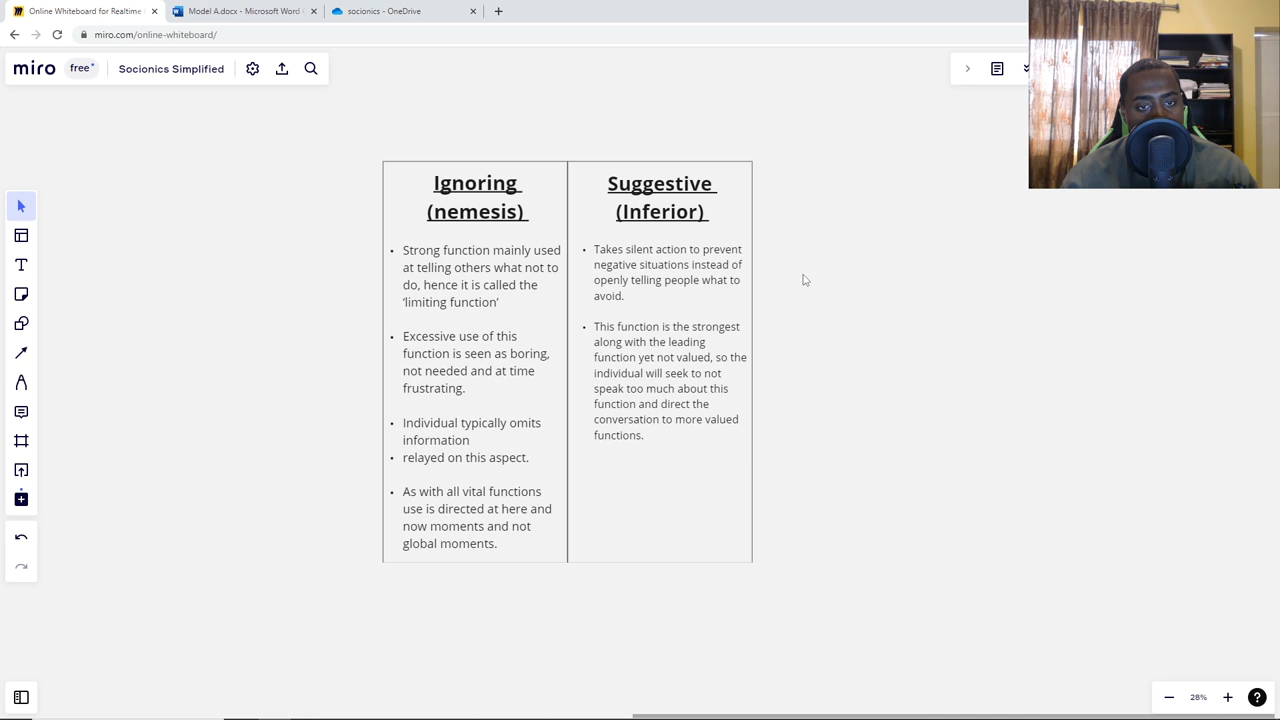 Online Whiteboard for Realtime
Model A.docx - Microsoft Word
socionics - OneDrive
miro.com/online-whiteboard/
miro
free
Socionics Simplified
Ignoring
(nemesis)
• Strong function mainly used
at telling others what not to
do, hence it is called the
‘limiting function’
• Excessive use of this
function is seen as boring,
not needed and at time
frustrating.
• Individual typically omits
information
• relayed on this aspect.
• As with all vital functions
use is directed at here and
now moments and not
global moments.
Suggestive
(Inferior)
• Takes silent action to prevent
negative situations instead of
openly telling people what to
avoid.
• This function is the strongest
along with the leading
function yet not valued, so the
individual will seek to not
speak too much about this
function and direct the
conversation to more valued
functions.
28%